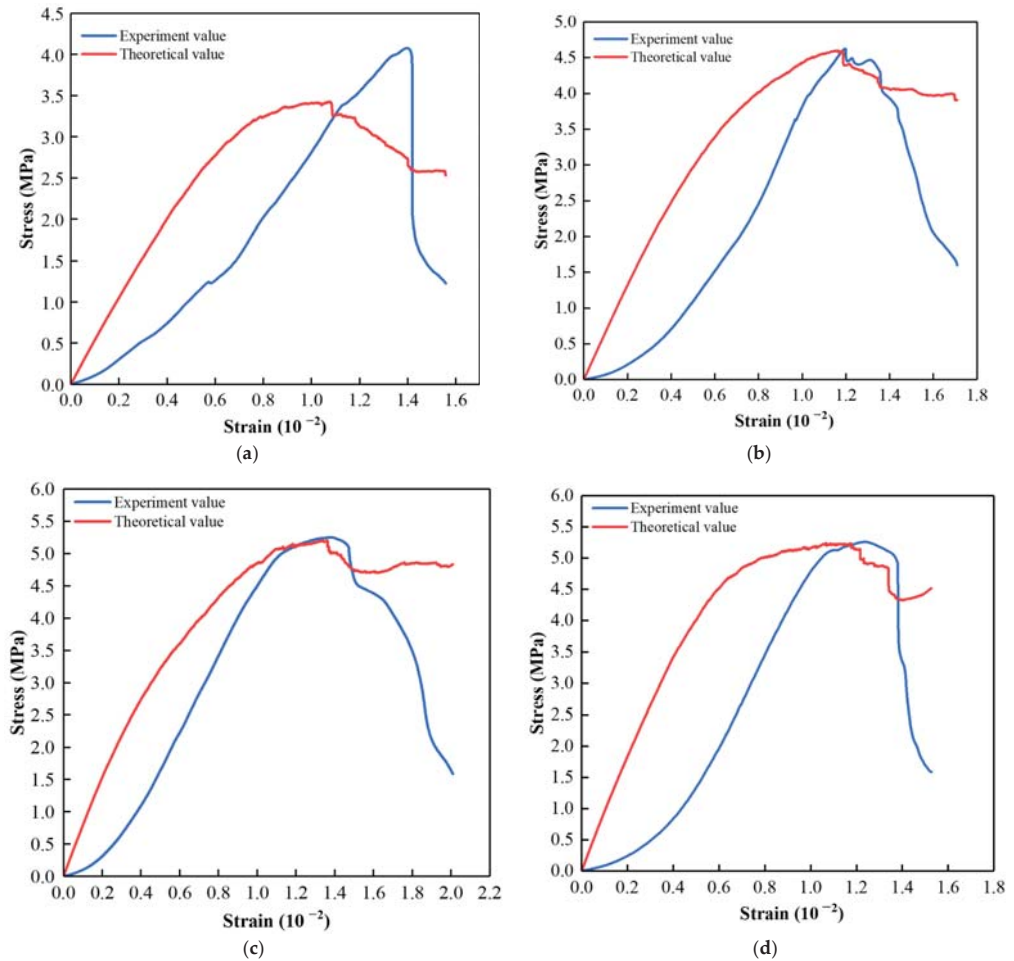 4.5
4.0
3.5
3.0
2.5
2.0
1.5
1.0
0.5
0.0
Stress (MPa)
Experiment value
Theoretical value
0.0 0.2 0.4 0.6 0.8 1.0 1.2 1.4 1.6
Strain (10 −2)
(a)
5.0
4.5
4.0
3.5
3.0
2.5
2.0
1.5
1.0
0.5
0.0
Stress (MPa)
Experiment value
Theoretical value
0.0 0.2 0.4 0.6 0.8 1.0 1.2 1.4 1.6 1.8
Strain (10 −2)
(b)
6.0
5.5
5.0
4.5
4.0
3.5
3.0
2.5
2.0
1.5
1.0
0.5
0.0
Stress (MPa)
Experiment value
Theoretical value
0.0 0.2 0.4 0.6 0.8 1.0 1.2 1.4 1.6 1.8 2.0 2.2
Strain (10 −2)
(c)
6.0
5.5
5.0
4.5
4.0
3.5
3.0
2.5
2.0
1.5
1.0
0.5
0.0
Stress (MPa)
Experiment value
Theoretical value
0.0 0.2 0.4 0.6 0.8 1.0 1.2 1.4 1.6 1.8
Strain (10 −2)
(d)